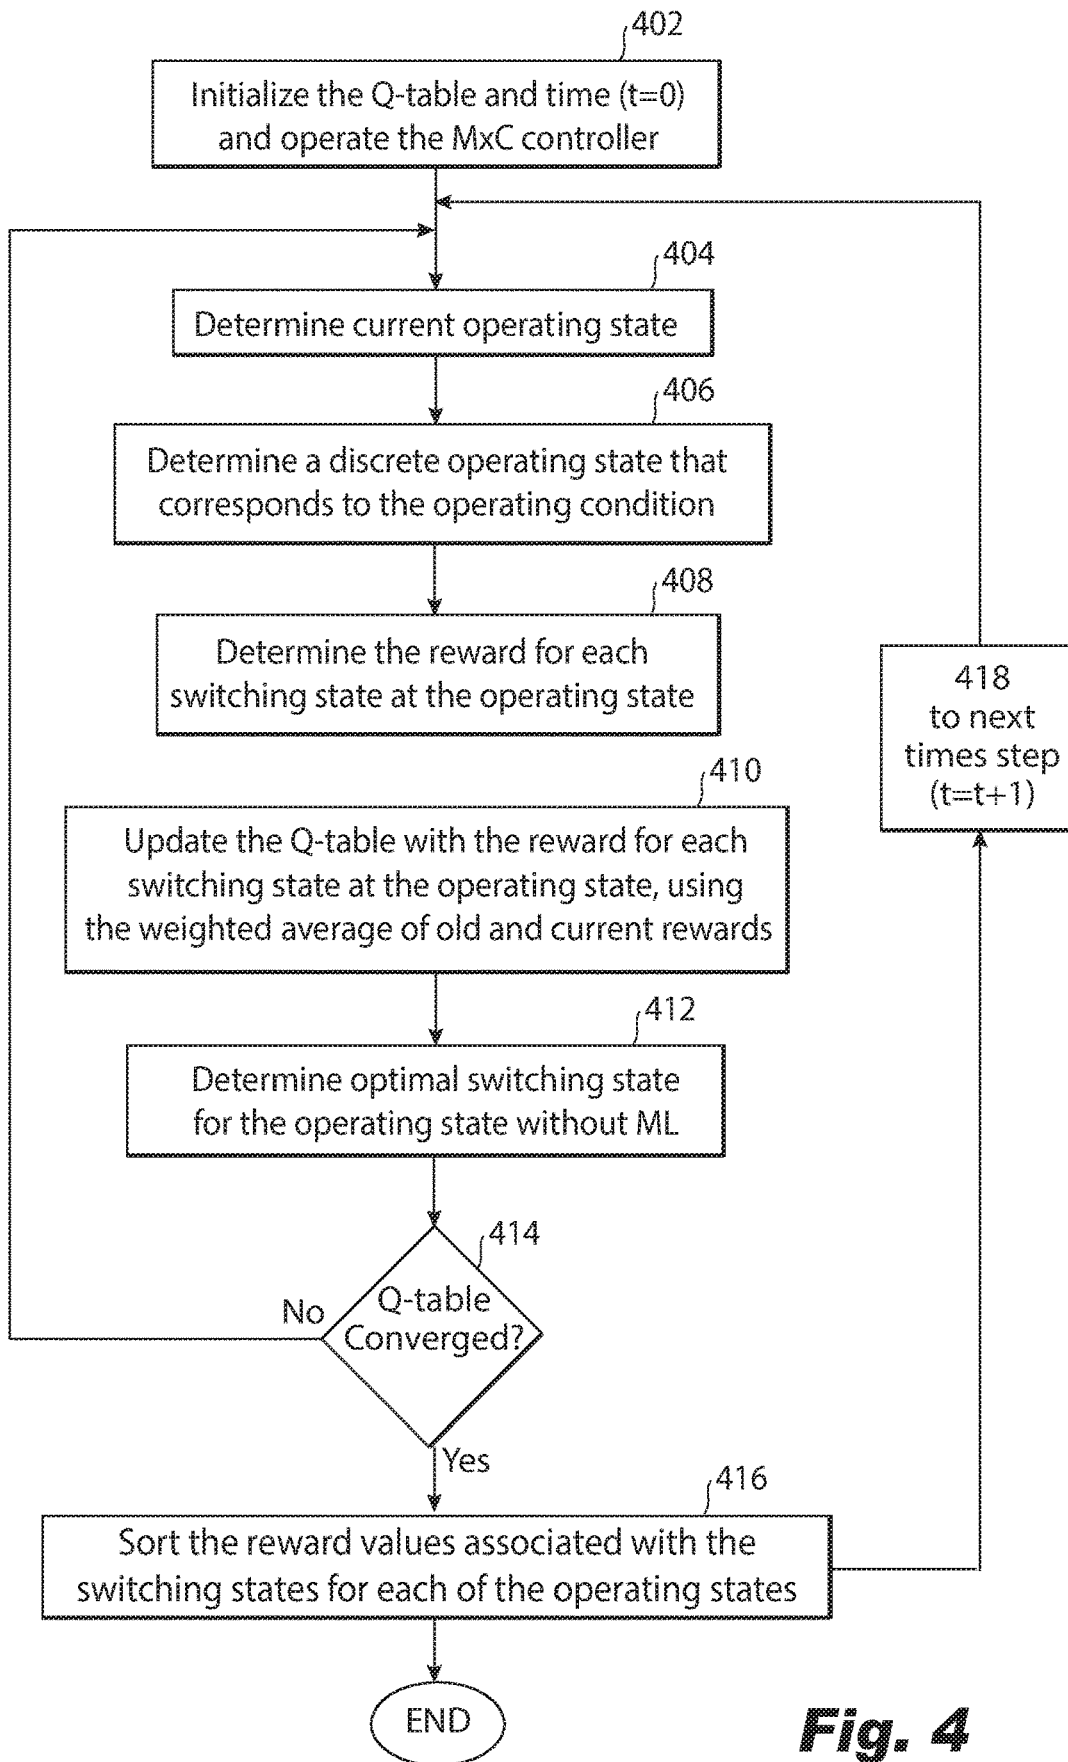 402
Initialize the Q-table and time (t=0)
and operate the MxC controller
404
Determine current operating state
406
Determine a discrete operating state that
corresponds to the operating condition
408
Determine the reward for each
switching state at the operating state
410
Update the Q-table with the reward for each
switching state at the operating state, using
the weighted average of old and current rewards
412
Determine optimal switching state
for the operating state without ML
414
Q-table
Converged?
No
Yes
416
Sort the reward values associated with the
switching states for each of the operating states
418
to next
times step
(t=t+1)
END
Fig. 4